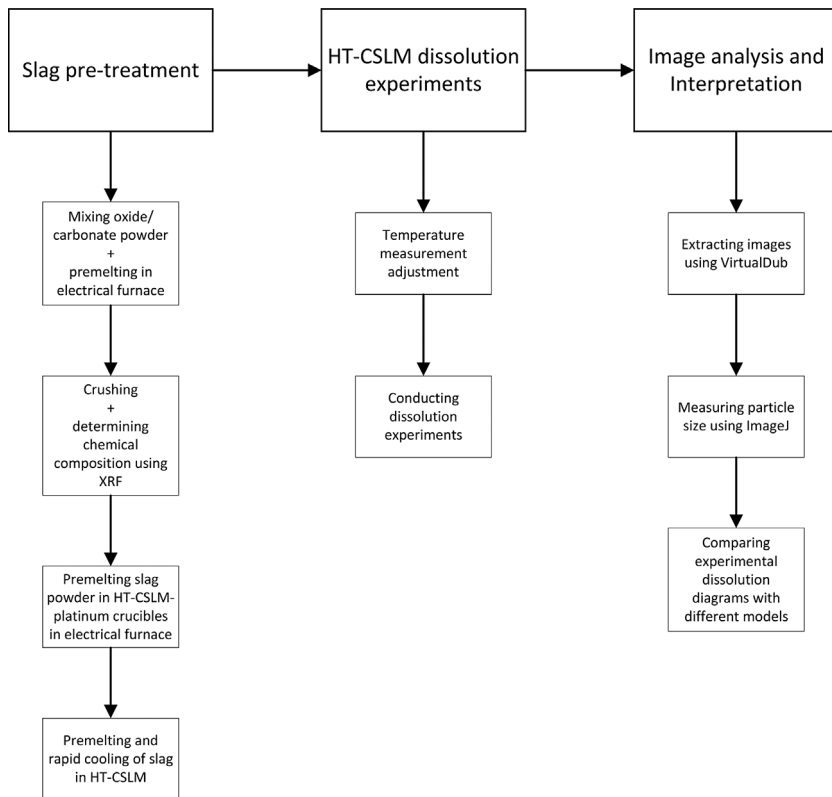 Slag pre-treatment
HT-CSLM dissolution
experiments
Image analysis and
Interpretation
Mixing oxide/
carbonate powder
+
premelting in
electrical furnace
Crushing
+
determining
chemical
composition using
XRF
Premelting slag
powder in HT-CSLM-
platinum crucibles
in electrical furnace
Premelting and
rapid cooling of slag
in HT-CSLM
Temperature
measurement
adjustment
Conducting
dissolution
experiments
Extracting images
using VirtualDub
Measuring particle
size using ImageJ
Comparing
experimental
dissolution
diagrams with
different models